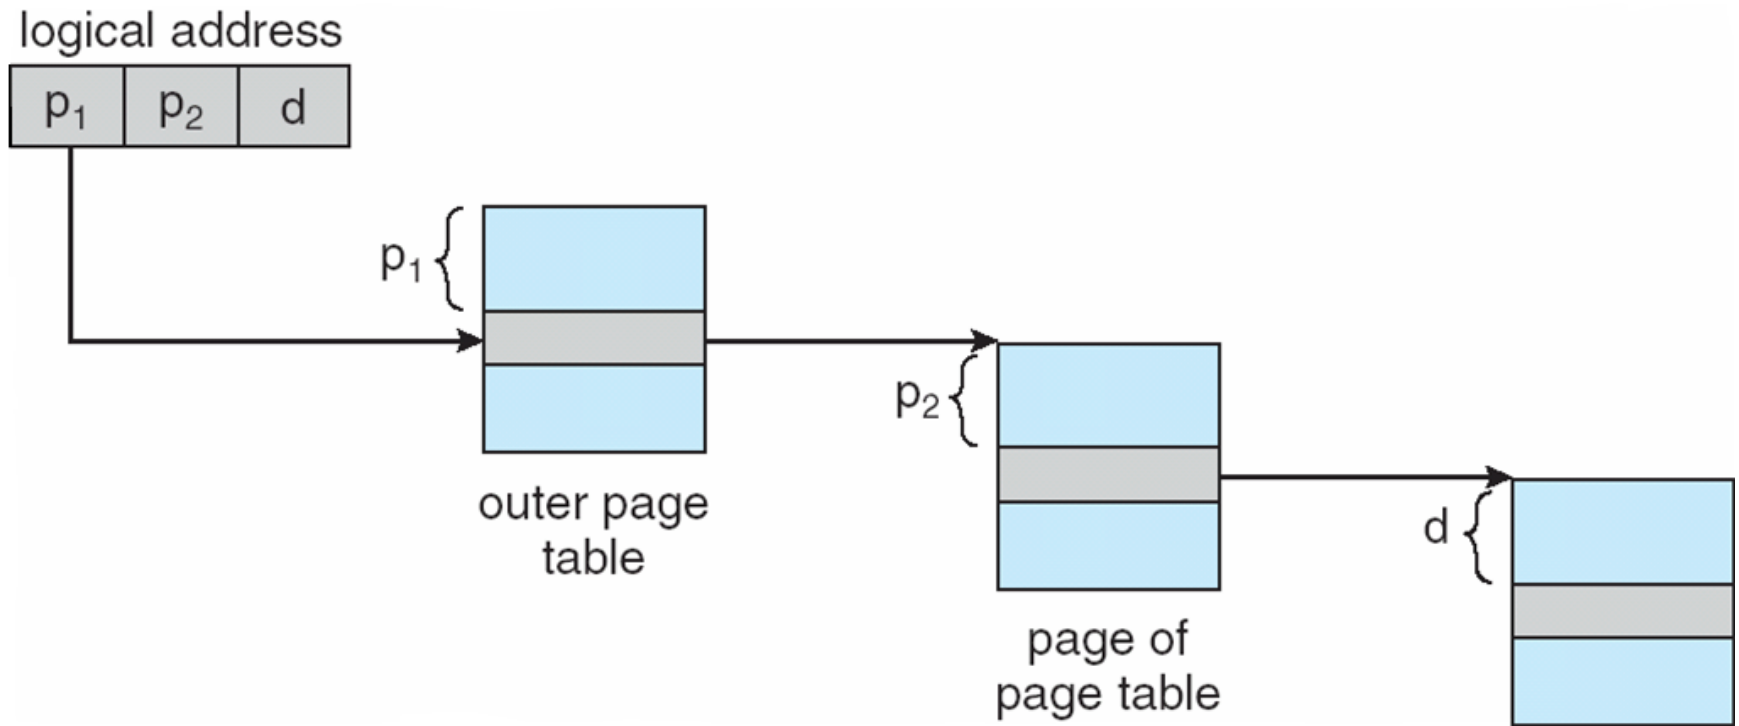 logical address
p₁ p₂ d
p₁
outer page
table
p₂
page of
page table
d